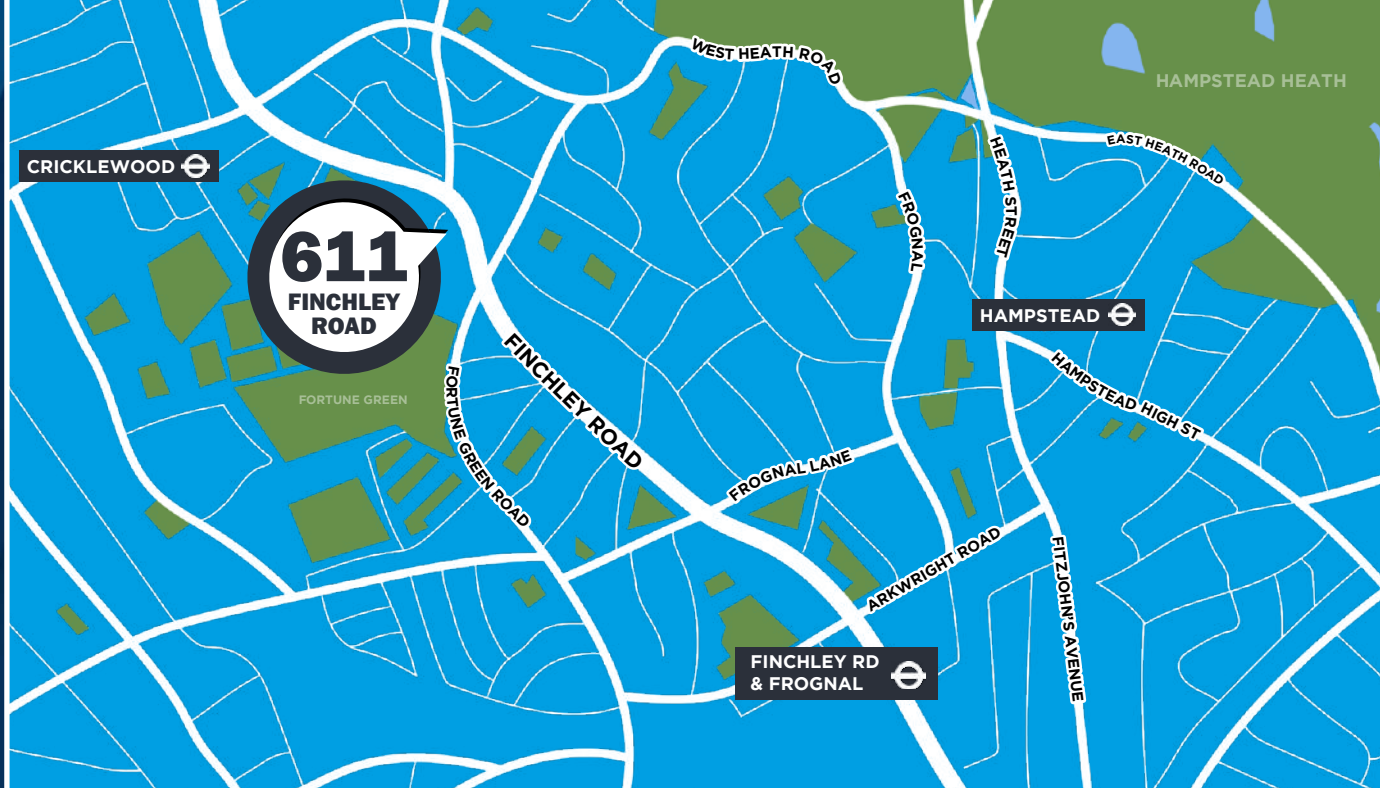 WEST HEATH ROAD
HAMPSTEAD HEATH
CRICKLEWOOD
EAST HEATH ROAD
HEATH STREET
FROGNAL
611
FINCHLEY
ROAD
HAMPSTEAD
FINCHLEY ROAD
FORTUNE GREEN
FORTUNE GREEN ROAD
HAMPSTEAD HIGH ST
FROGNAL LANE
ARKWRIGHT ROAD
FITZJOHN'S AVENUE
FINCHLEY RD
& FROGNAL